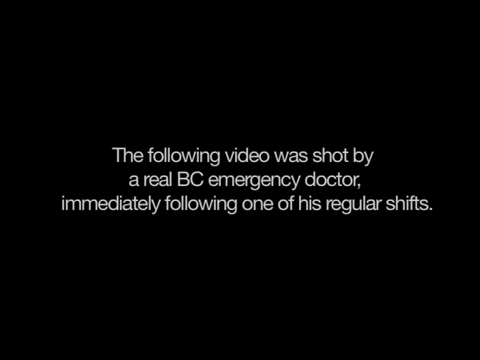 The following video was shot by
a real BC emergency doctor,
immediately following one of his regular shifts.